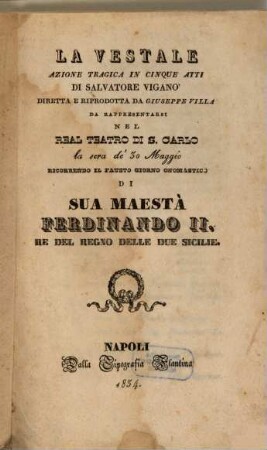 LA VESTALE
AZIONE TRAGICA IN CINQUE ATTI
DI SALVATORE VIGANO'
DIRETTA E RIPRODOTTA DA GIUSEPPE VILLA
DA RAPPRESENTARSI
NEL
REAL TEATRO DI S. CARLO
la sera de' 30 Maggio
RICORRENDO IL FAUSTO GIORNO ONOMASTICO
DI
SUA MAESTÀ
FERDINANDO II.
RE DEL REGNO DELLE DUE SICILIE.
NAPOLI
Dalla Tipografia Flautina
1834.